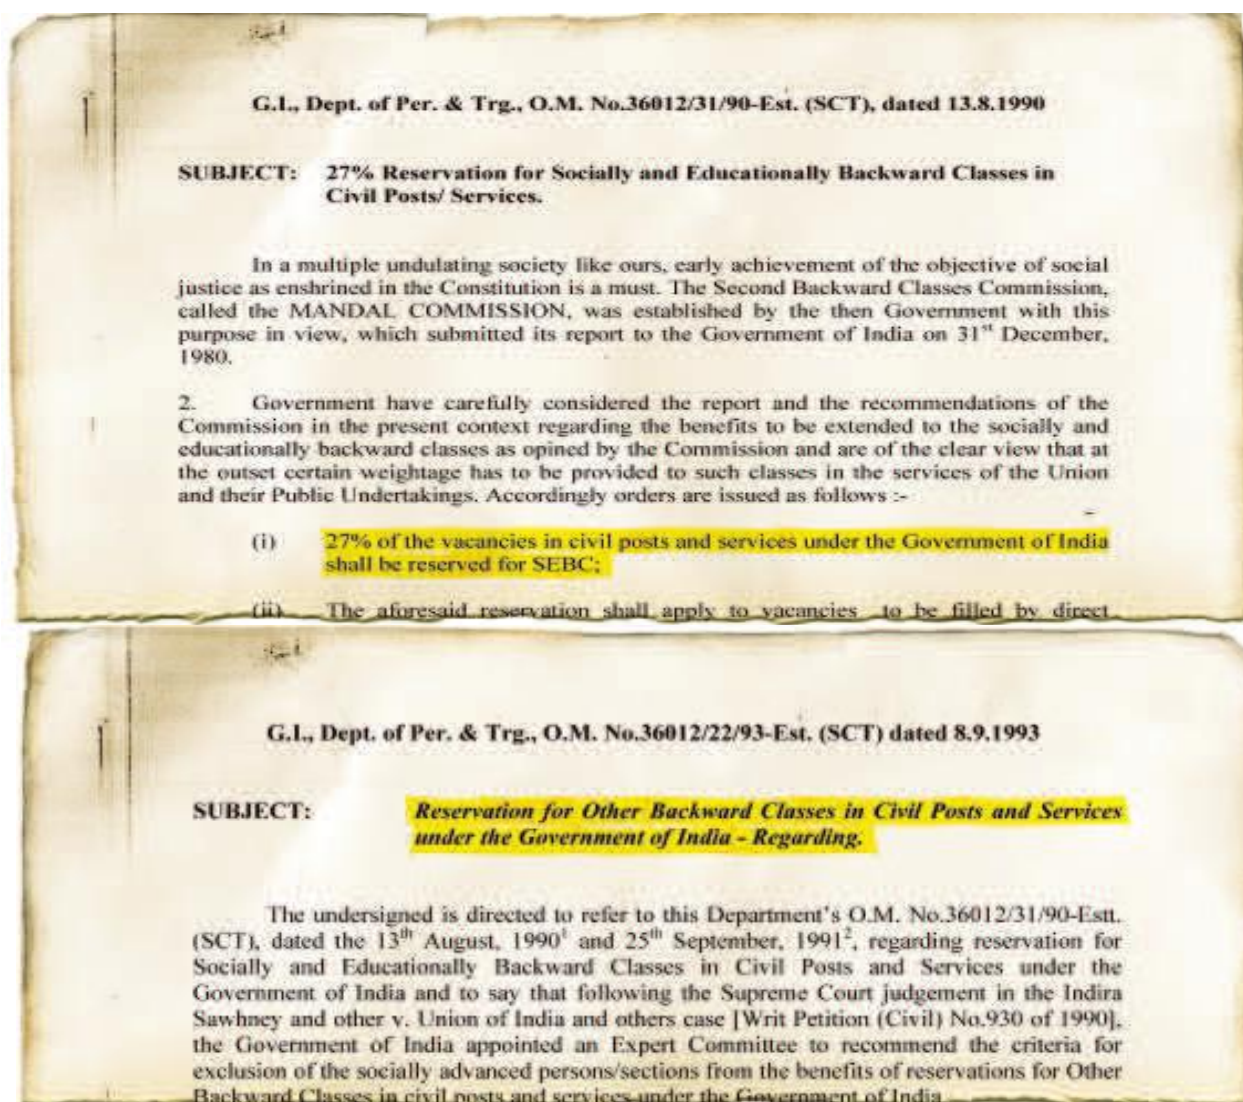 G.I., Dept. of Per. & Trg., O.M. No.36012/31/90-Est. (SCT), dated 13.8.1990
SUBJECT: 27% Reservation for Socially and Educationally Backward Classes in
Civil Posts/ Services.
In a multiple undulating society like ours, early achievement of the objective of social
justice as enshrined in the Constitution is a must. The Second Backward Classes Commission,
called the MANDAL COMMISSION, was established by the then Government with this
purpose in view, which submitted its report to the Government of India on 31st December,
1980.
2. Government have carefully considered the report and the recommendations of the
Commission in the present context regarding the benefits to be extended to the socially and
educationally backward classes as opined by the Commission and are of the clear view that at
the outset certain weightage has to be provided to such classes in the services of the Union
and their Public Undertakings. Accordingly orders are issued as follows :-
(i) 27% of the vacancies in civil posts and services under the Government of India
shall be reserved for SEBC;
(ii) The aforesaid reservation shall apply to vacancies to be filled by direct
G.I., Dept. of Per. & Trg., O.M. No.36012/22/93-Est. (SCT) dated 8.9.1993
SUBJECT: Reservation for Other Backward Classes in Civil Posts and Services
under the Government of India - Regarding.
The undersigned is directed to refer to this Department's O.M. No.36012/31/90-Estt.
(SCT), dated the 13th August, 1990¹ and 25th September, 1991², regarding reservation for
Socially and Educationally Backward Classes in Civil Posts and Services under the
Government of India and to say that following the Supreme Court judgement in the Indira
Sawhney and other v. Union of India and others case [Writ Petition (Civil) No.930 of 1990],
the Government of India appointed an Expert Committee to recommend the criteria for
exclusion of the socially advanced persons/sections from the benefits of reservations for Other
Backward Classes in civil posts and services under the Government of India